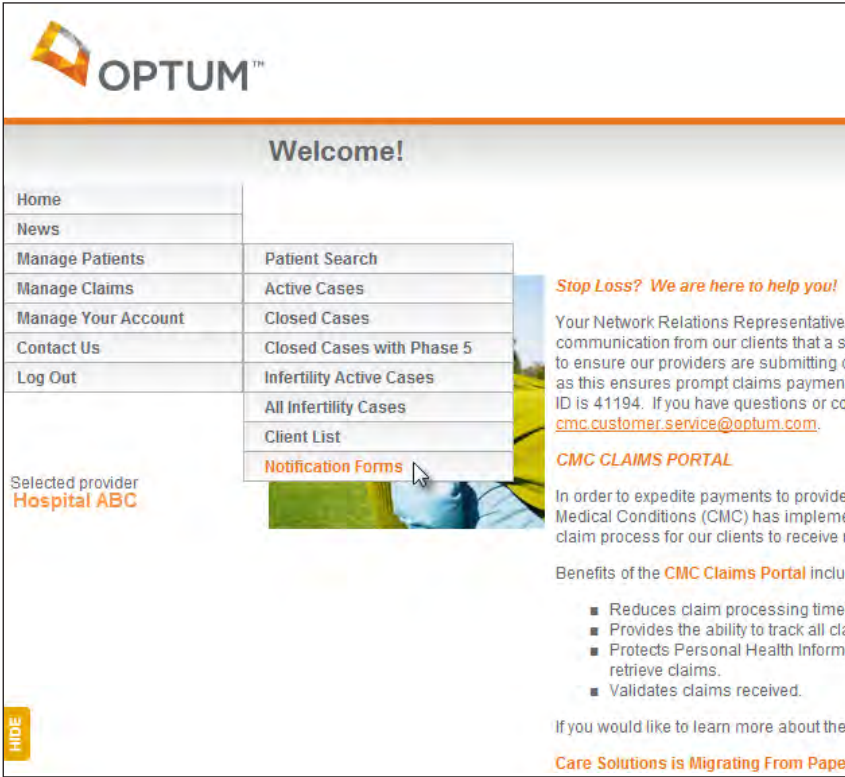 OPTUM™
Welcome!
Home
News
Manage Patients
Manage Claims
Manage Your Account
Contact Us
Log Out
Patient Search
Active Cases
Closed Cases
Closed Cases with Phase 5
Infertility Active Cases
All Infertility Cases
Client List
Notification Forms
Selected provider
Hospital ABC
HIDE
Stop Loss? We are here to help you!
Your Network Relations Representative
communication from our clients that a s
to ensure our providers are submitting
as this ensures prompt claims paymen
ID is 41194. If you have questions or co
cmc.customer.service@optum.com.
CMC CLAIMS PORTAL
In order to expedite payments to provide
Medical Conditions (CMC) has impleme
claim process for our clients to receive
Benefits of the CMC Claims Portal inclu
■ Reduces claim processing time
■ Provides the ability to track all cla
■ Protects Personal Health Inform
retrieve claims.
■ Validates claims received.
If you would like to learn more about the
Care Solutions is Migrating From Pape